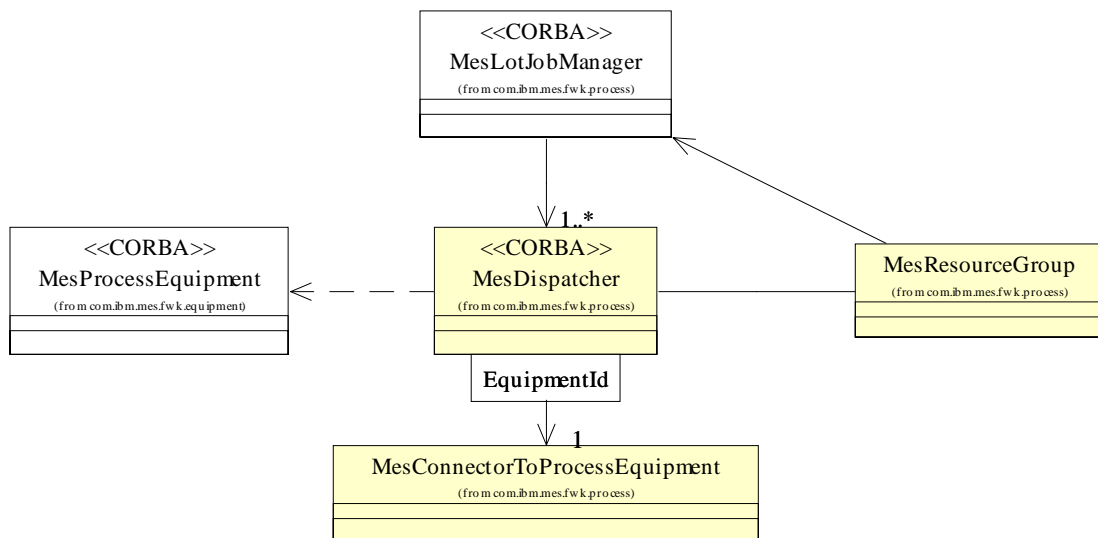 <<CORBA>>
MesLotJobManager
(from com.ibm.mes.fwk.process)
1..*
<<CORBA>>
MesProcessEquipment
(from com.ibm.mes.fwk.equipment)
<<CORBA>>
MesDispatcher
(from com.ibm.mes.fwk.process)
MesResourceGroup
(from com.ibm.mes.fwk.process)
EquipmentId
1
MesConnectorToProcessEquipment
(from com.ibm.mes.fwk.process)